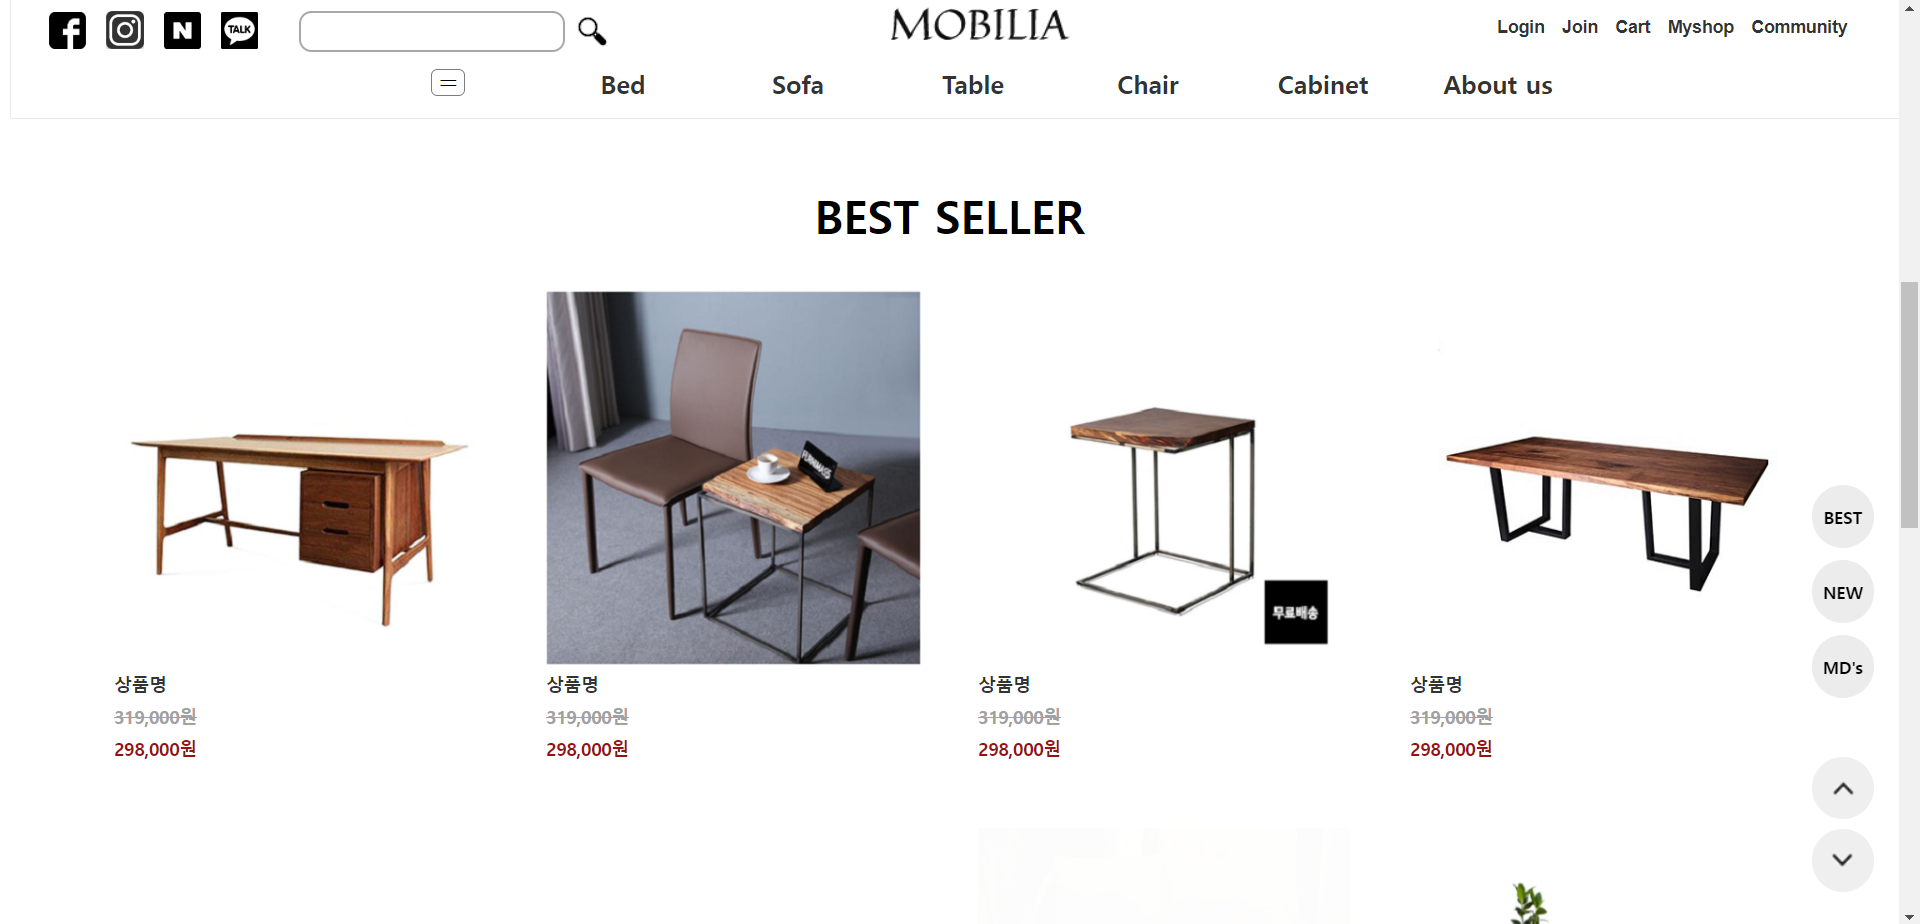 N
TALK
MOBILIA
Login Join Cart Myshop Community
Bed Sofa Table Chair Cabinet About us
BEST SELLER
FURNIMASS
무료배송
BEST
NEW
MD's
상품명 상품명 상품명 상품명
319,000원 319,000원 319,000원 319,000원
298,000원 298,000원 298,000원 298,000원